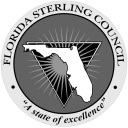 FLORIDA STERLING COUNCIL
"A state of excellence"